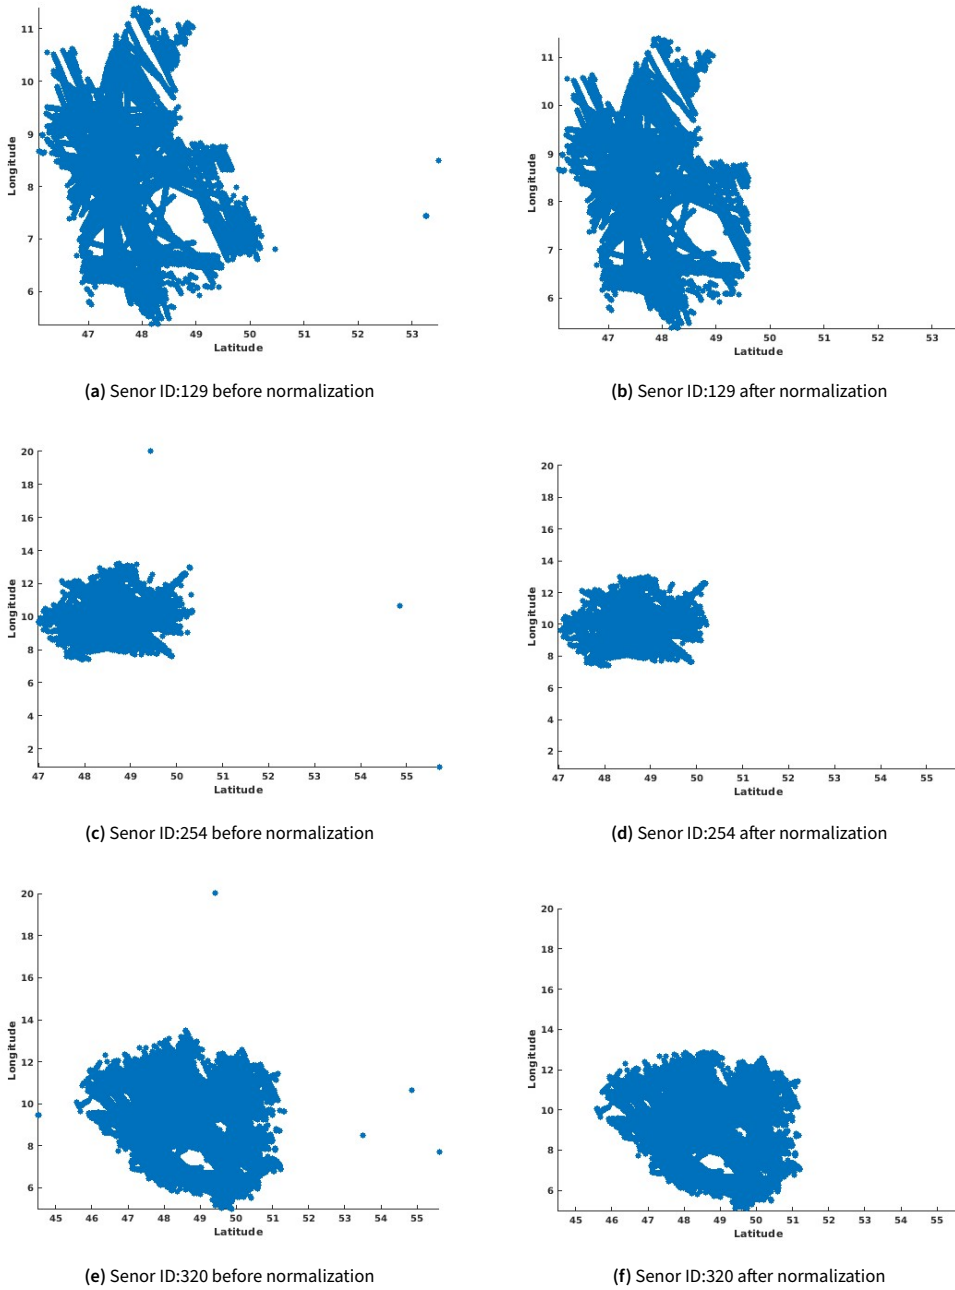 11
10
9
8
7
6
Longitude
47 48 49 50 51 52 53
Latitude
(a) Senor ID:129 before normalization
11
10
9
8
7
6
Longitude
47 48 49 50 51 52 53
Latitude
(b) Senor ID:129 after normalization
20
18
16
14
12
10
8
6
4
2
Longitude
47 48 49 50 51 52 53 54 55
Latitude
(c) Senor ID:254 before normalization
20
18
16
14
12
10
8
6
4
2
Longitude
47 48 49 50 51 52 53 54 55
Latitude
(d) Senor ID:254 after normalization
20
18
16
14
12
10
8
6
Longitude
45 46 47 48 49 50 51 52 53 54 55
Latitude
(e) Senor ID:320 before normalization
20
18
16
14
12
10
8
6
Longitude
45 46 47 48 49 50 51 52 53 54 55
Latitude
(f) Senor ID:320 after normalization